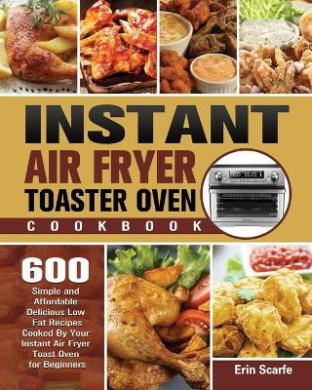 INSTANT
AIR FRYER
TOASTER OVEN
COOKBOOK
600
Simple and
Affordable
Delicious Low
Fat Recipes
Cooked By Your
Instant Air Fryer
Toast Oven
for Beginners
Erin Scarfe